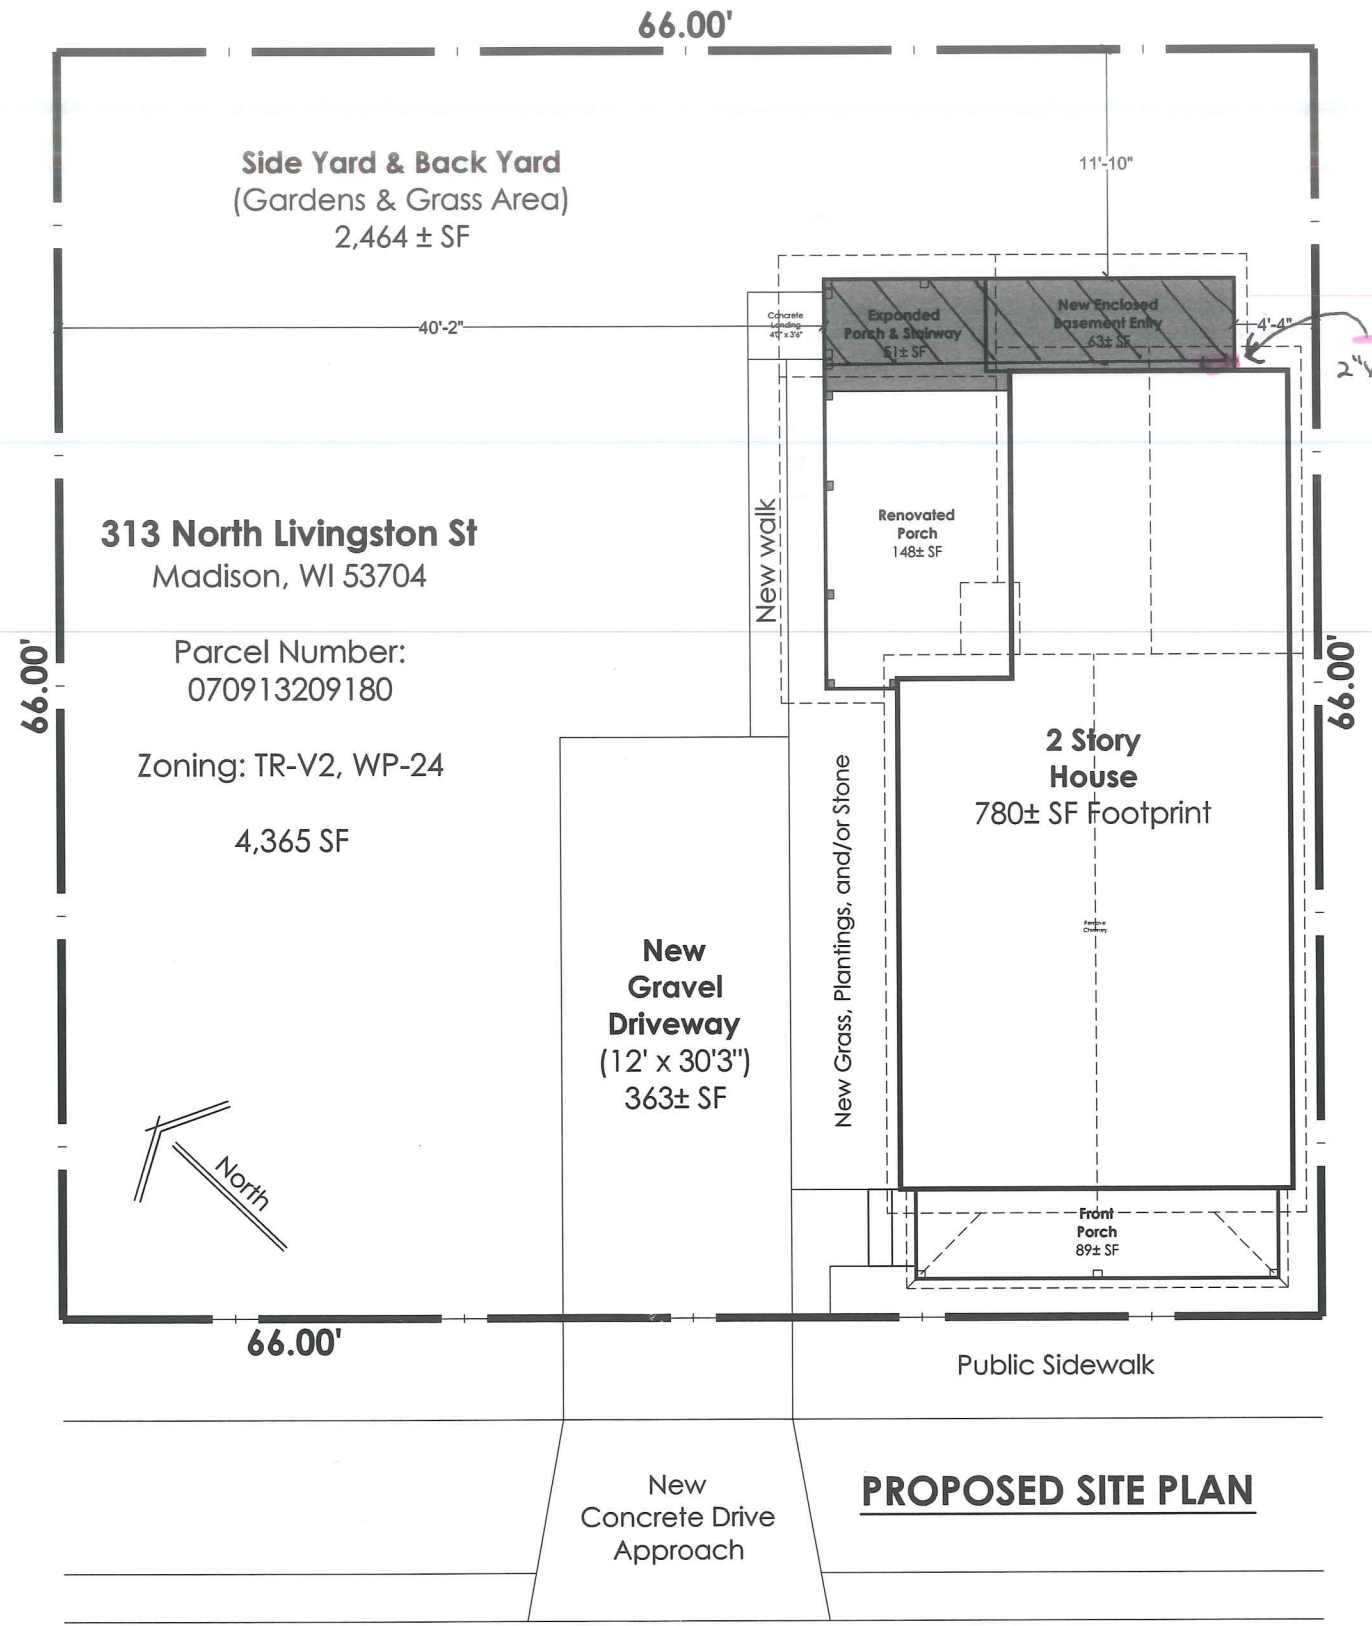 66.00'
Side Yard & Back Yard
(Gardens & Grass Area)
2,464 ± SF
11'-10"
Concrete
Landing
Expanded
Porch & Stairway
51± SF
New Enclosed
Basement Entry
63± SF
40'-2"
4'-4"
2"
313 North Livingston St
Madison, WI 53704
Parcel Number:
070913209180
Zoning: TR-V2, WP-24
4,365 SF
66.00'
New walk
Renovated
Porch
148± SF
66.00'
2 Story
House
780± SF Footprint
New Grass, Plantings, and/or Stone
Remove
Chimney
New
Gravel
Driveway
(12' x 30'3")
363± SF
North
Front
Porch
89± SF
66.00'
Public Sidewalk
New
Concrete Drive
Approach
PROPOSED SITE PLAN